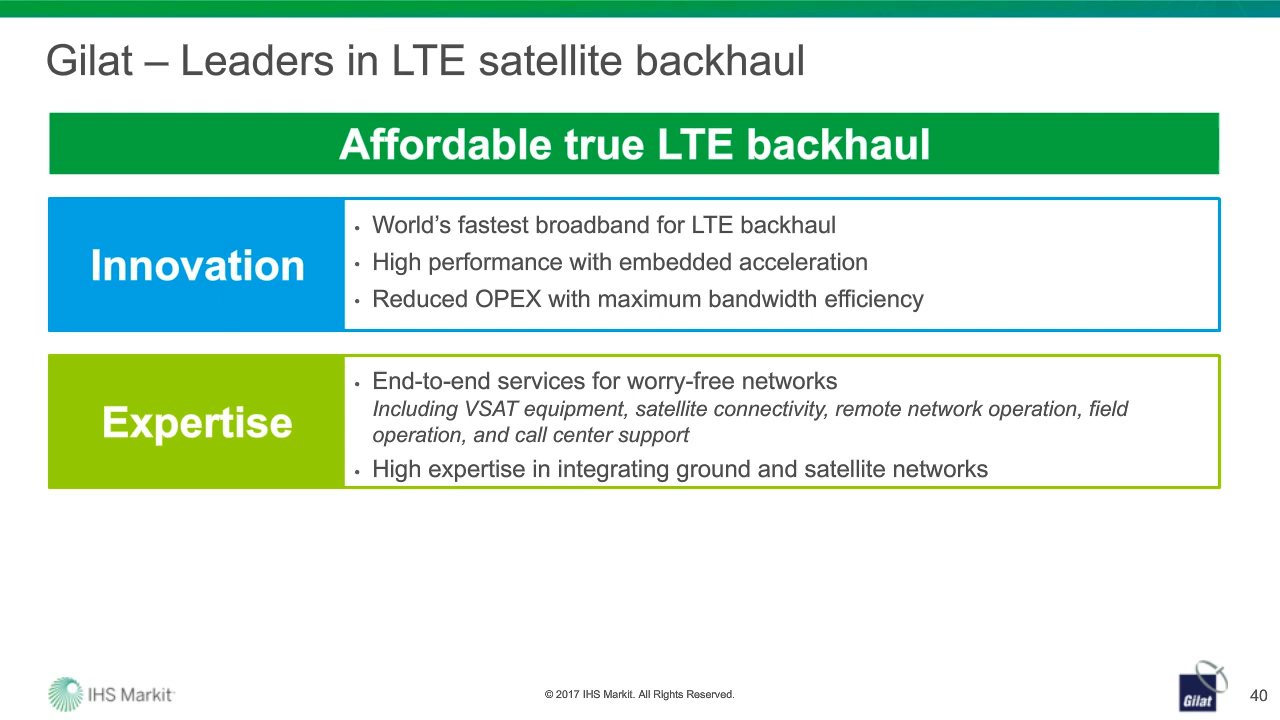 Gilat – Leaders in LTE satellite backhaul
Affordable true LTE backhaul
Innovation
• World’s fastest broadband for LTE backhaul
• High performance with embedded acceleration
• Reduced OPEX with maximum bandwidth efficiency
Expertise
• End-to-end services for worry-free networks
Including VSAT equipment, satellite connectivity, remote network operation, field
operation, and call center support
• High expertise in integrating ground and satellite networks
IHS Markit
© 2017 IHS Markit. All Rights Reserved.
Gilat
40